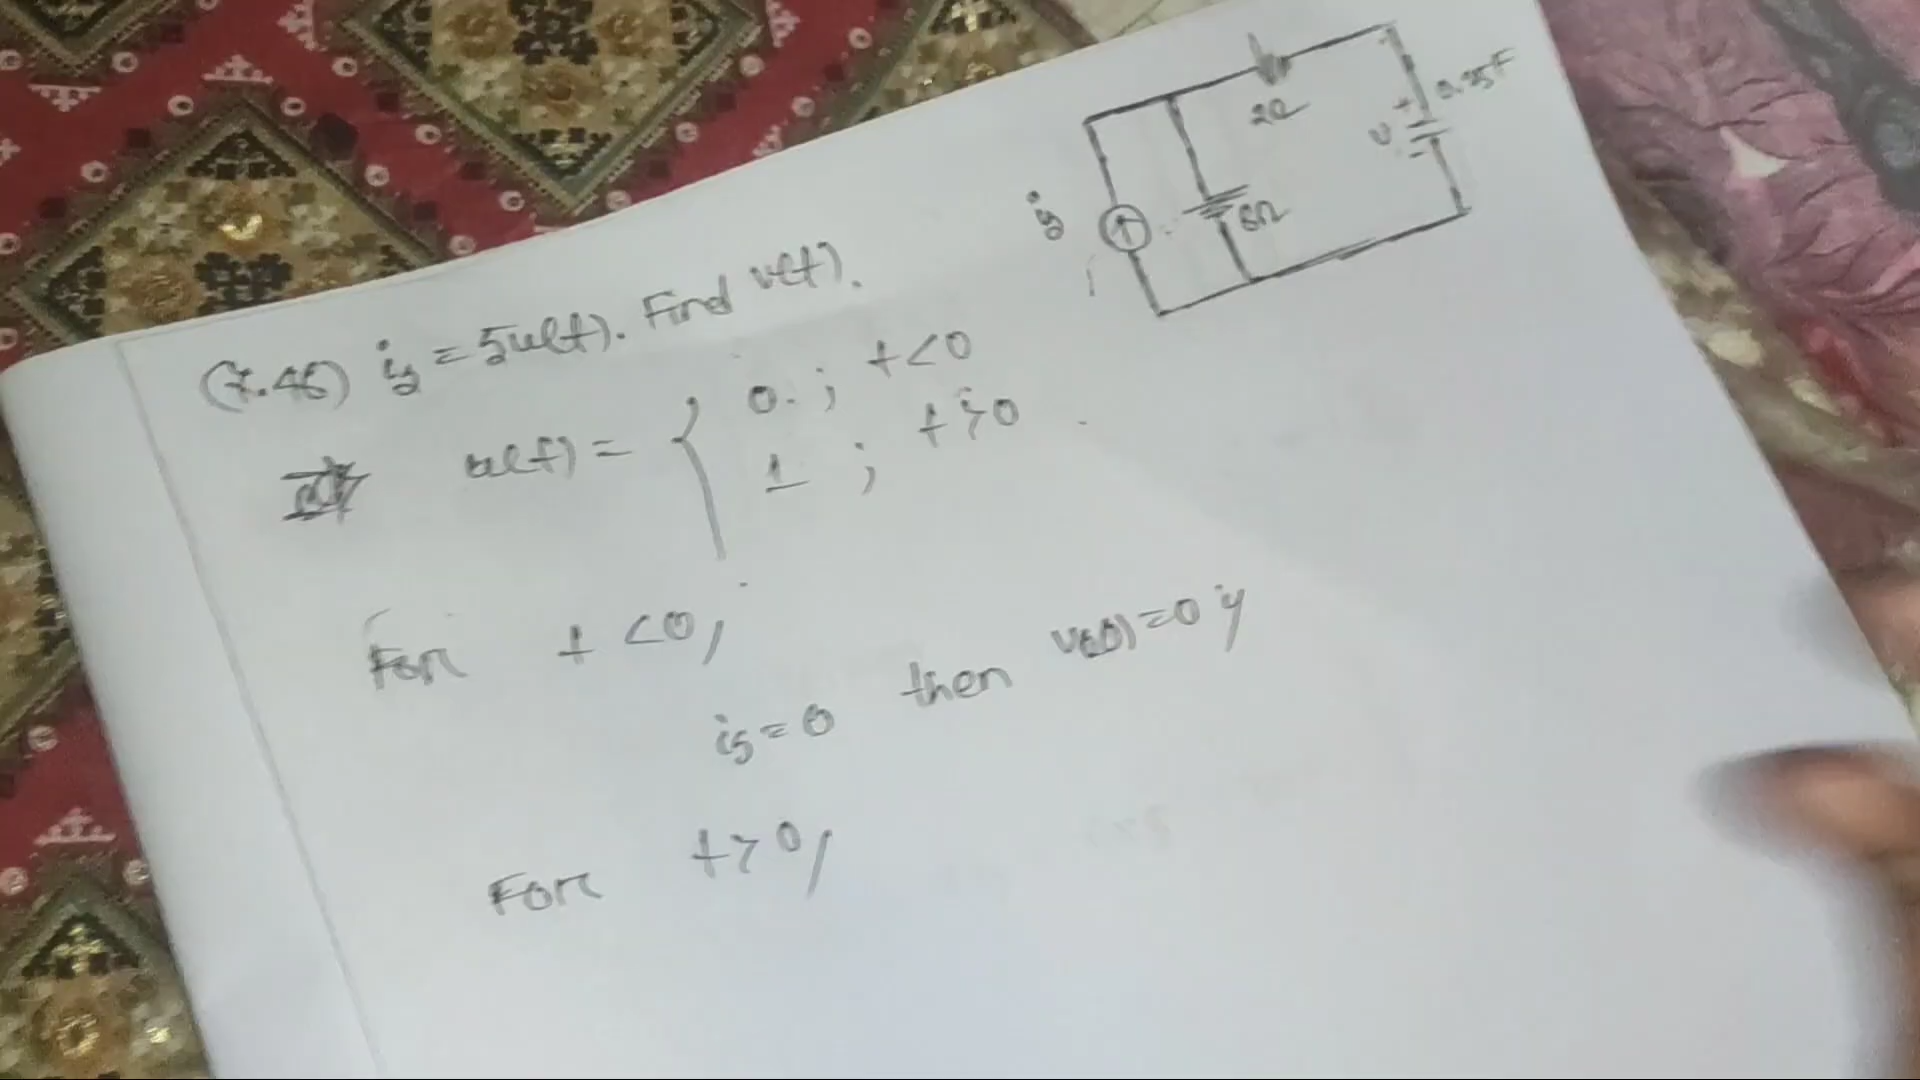 2Ω
0.25F
v
+
-
is
6Ω
(7.46) is = 5u(t). Find v(t).
u(t) = { 0. ; t<0
1 ; t>0
For t <0,
is = 0 then v(0) = 0 v
For t>0,